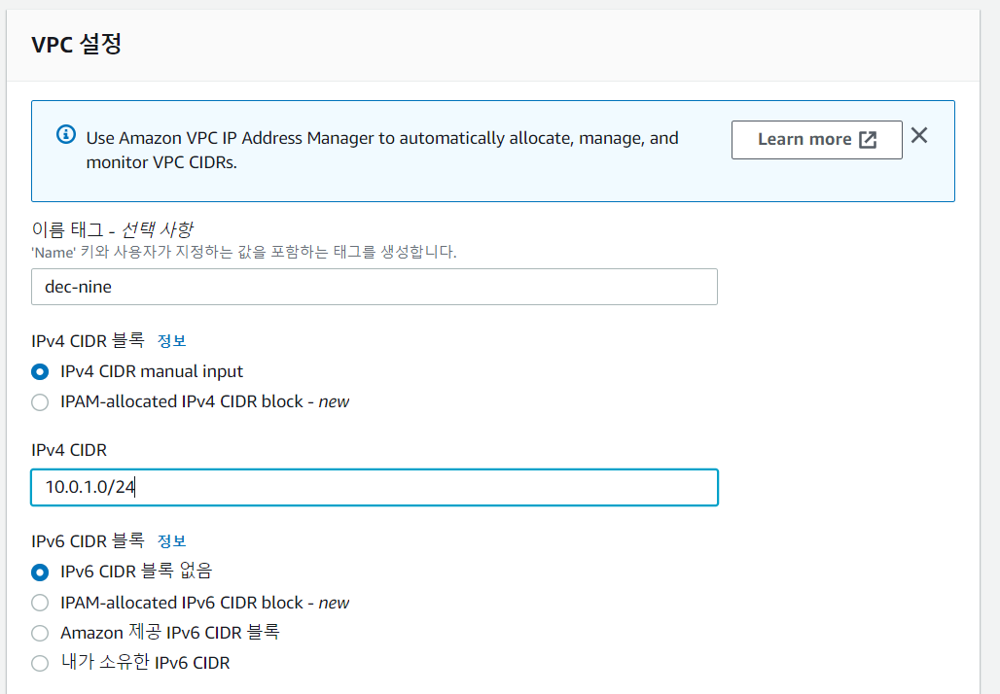 VPC 설정
Use Amazon VPC IP Address Manager to automatically allocate, manage, and
monitor VPC CIDRs.
Learn more
이름 태그 - 선택 사항
'Name' 키와 사용자가 지정하는 값을 포함하는 태그를 생성합니다.
dec-nine
IPv4 CIDR 블록 정보
IPv4 CIDR manual input
IPAM-allocated IPv4 CIDR block - new
IPv4 CIDR
10.0.1.0/24
IPv6 CIDR 블록 정보
IPv6 CIDR 블록 없음
IPAM-allocated IPv6 CIDR block - new
Amazon 제공 IPv6 CIDR 블록
내가 소유한 IPv6 CIDR